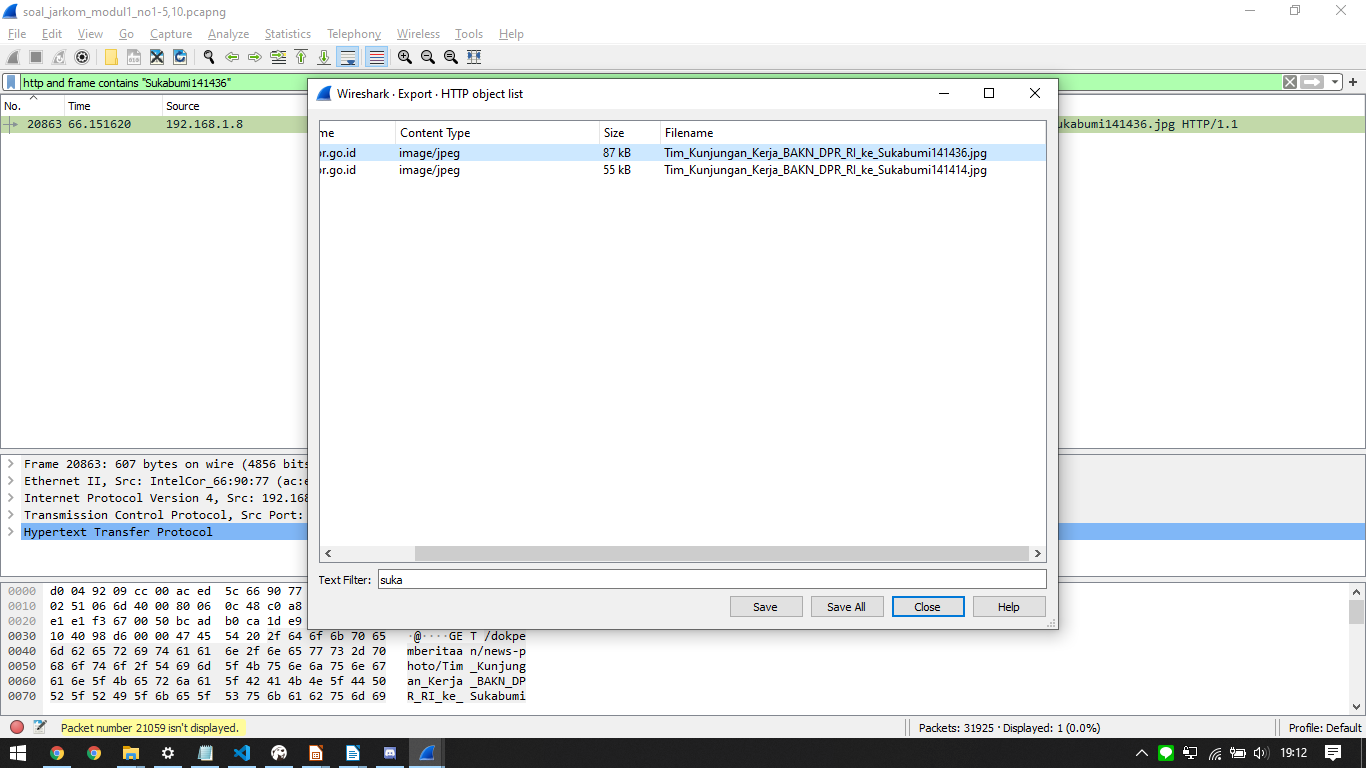 soal_jarkom_modul1_no1-5,10.pcapng
File Edit View Go Capture Analyze Statistics Telephony Wireless Tools Help
http and frame contains "Sukabumi141436"
No. Time Source
20863 66.151620 192.168.1.8
ukabumi141436.jpg HTTP/1.1
Wireshark · Export · HTTP object list
me Content Type Size Filename
or.go.id image/jpeg 87 kB Tim_Kunjungan_Kerja_BAKN_DPR_RI_ke_Sukabumi141436.jpg
or.go.id image/jpeg 55 kB Tim_Kunjungan_Kerja_BAKN_DPR_RI_ke_Sukabumi141414.jpg
Text Filter: suka
Save Save All Close Help
Frame 20863: 607 bytes on wire (4856 bits
Ethernet II, Src: IntelCor_66:90:77 (ac:e
Internet Protocol Version 4, Src: 192.168
Transmission Control Protocol, Src Port:
Hypertext Transfer Protocol
0000 d0 04 92 09 cc 00 ac ed 5c 66 90 77
0010 02 51 06 6d 40 00 80 06 0c 48 c0 a8
0020 e1 e1 f3 67 00 50 bc ad b0 ca 1d e9
0030 10 40 98 d6 00 00 47 45 54 20 2f 64 6f 6b 70 65 ·@····GE T /dokpe
0040 6d 62 65 72 69 74 61 61 6e 2f 6e 65 77 73 2d 70 mberitaa n/news-p
0050 68 6f 74 6f 2f 54 69 6d 5f 4b 75 6e 6a 75 6e 67 hoto/Tim _Kunjung
0060 61 6e 5f 4b 65 72 6a 61 5f 42 41 4b 4e 5f 44 50 an_Kerja _BAKN_DP
0070 52 5f 52 49 5f 6b 65 5f 53 75 6b 61 62 75 6d 69 R_RI_ke_ Sukabumi
Packet number 21059 isn't displayed.
Packets: 31925 · Displayed: 1 (0.0%)
Profile: Default
19:12